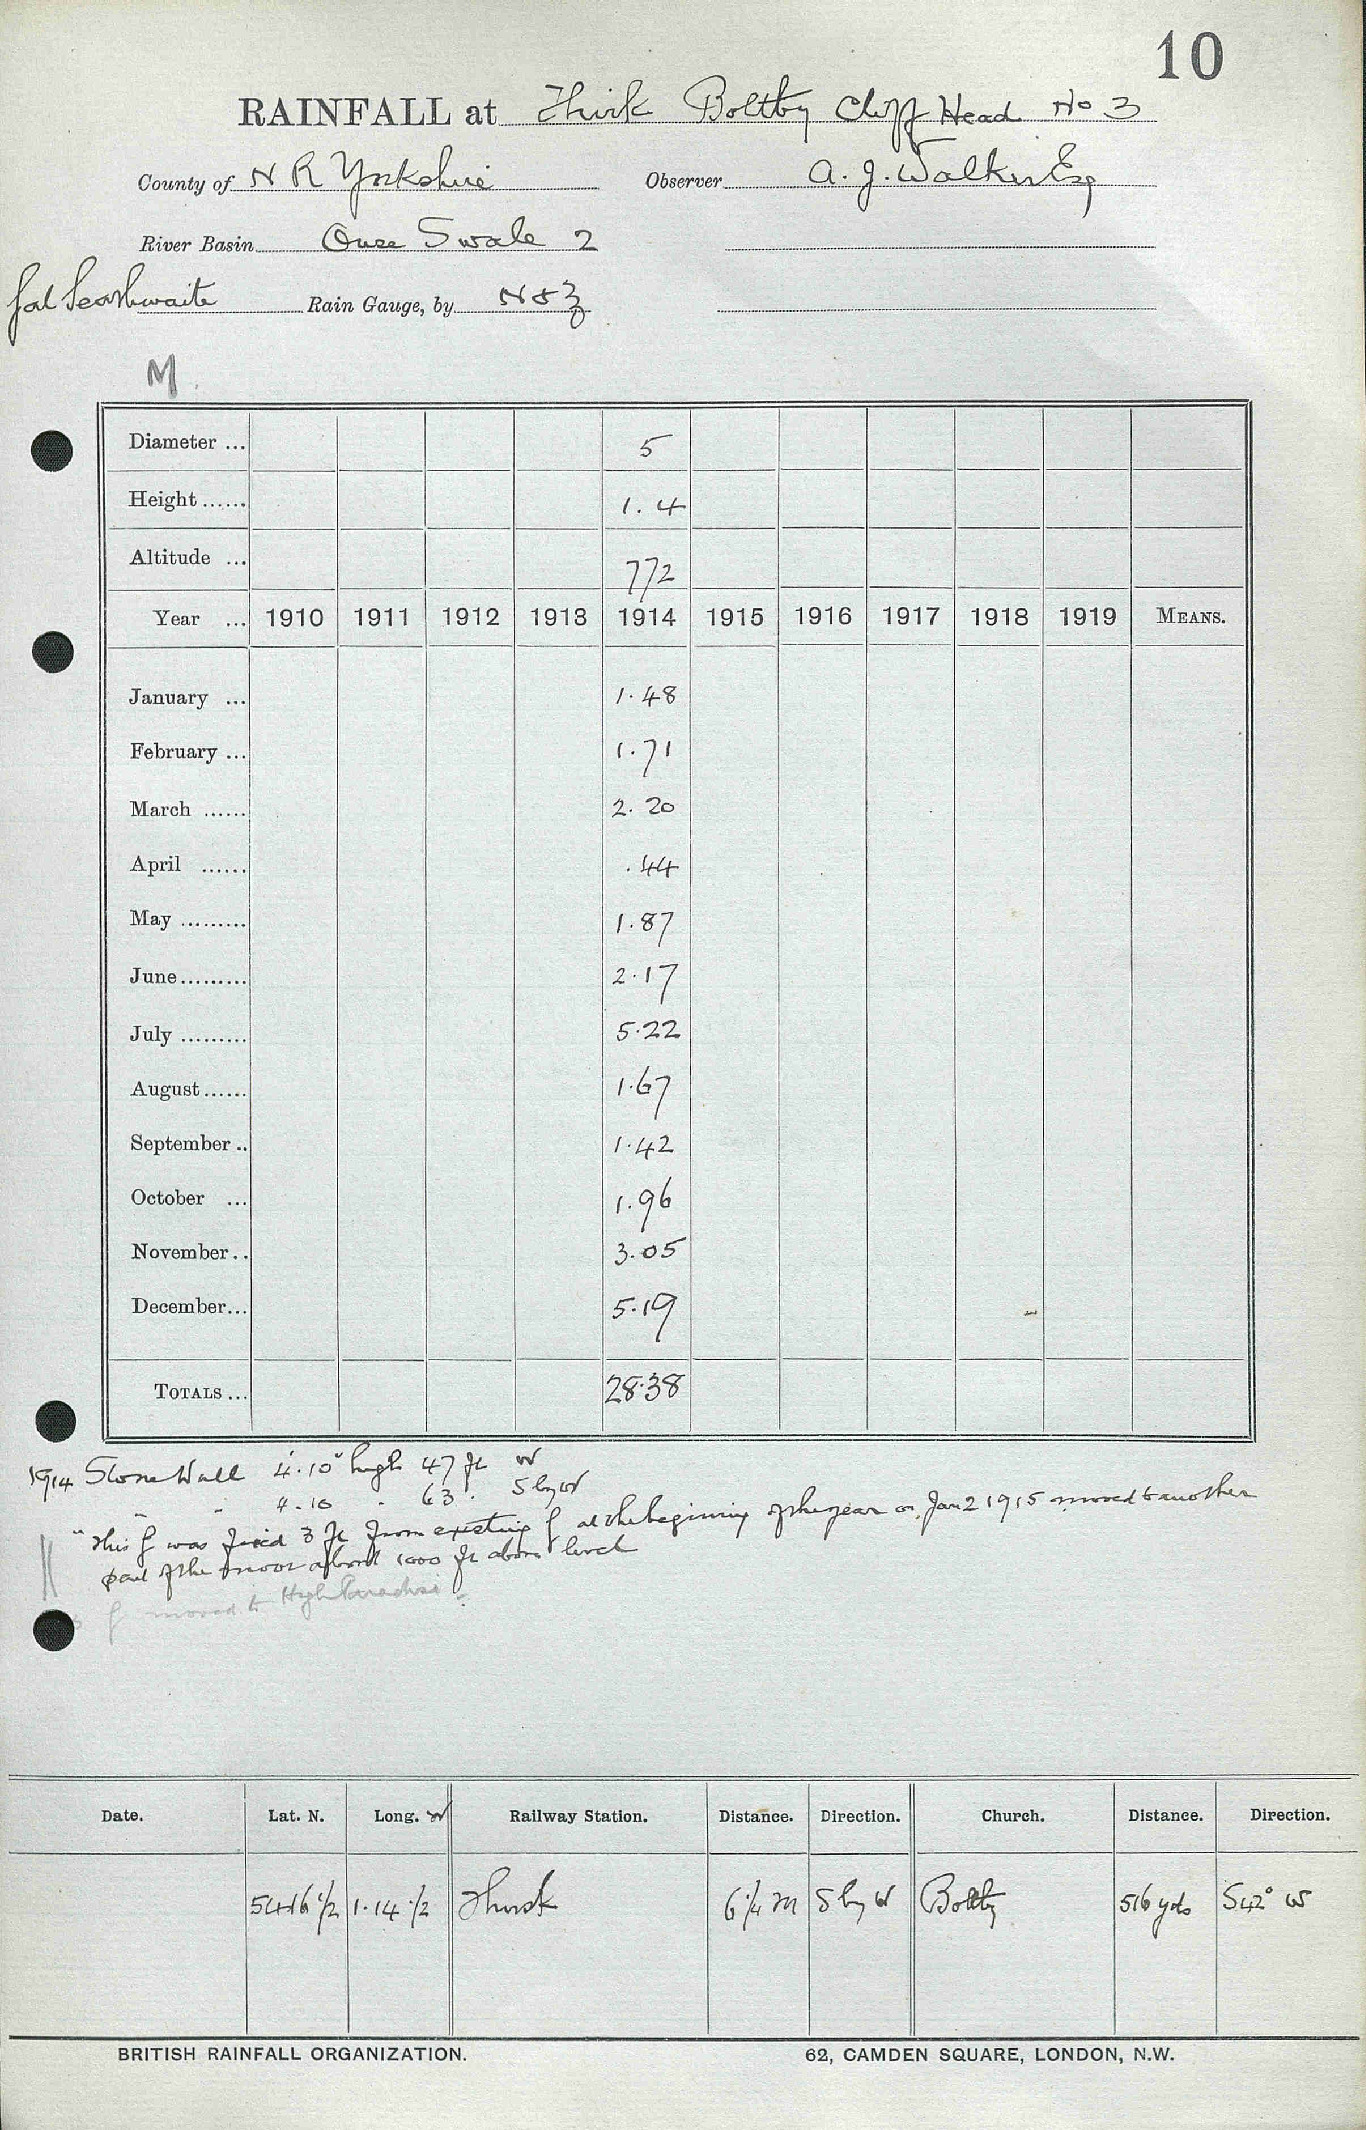 10
RAINFALL at Thirsk Boltby Cliff Head No 3
County of N R Yorkshire Observer A. J. Walker Esq
River Basin Ouse Swale 2
Seathwaite Rain Gauge, by N & Z
M
Diameter ... 5
Height ...... 1.4
Altitude ... 772
Year ... 1910 1911 1912 1913 1914 1915 1916 1917 1918 1919 MEANS.
January ... 1.48
February ... 1.71
March ...... 2.20
April ...... .44
May ......... 1.87
June ......... 2.17
July ......... 5.22
August ...... 1.67
September .. 1.42
October ... 1.96
November .. 3.05
December... 5.19
TOTALS ... 28.38
1914 Stone Wall 4.10" high 47 ft W
" " 4.10 . 63 . S by W
"This g was fixed 3 ft from existing g at the beginning of the year on Jan 2 1915 moved to another
part of the moor about 1000 ft above level
g moved to High Paradise
Date. Lat. N. Long. W Railway Station. Distance. Direction. Church. Distance. Direction.
54.16 1/2 1.14 1/2 Thirsk 6 1/4 m S by W Boltby 516 yds S 42° W
BRITISH RAINFALL ORGANIZATION. 62, CAMDEN SQUARE, LONDON, N.W.